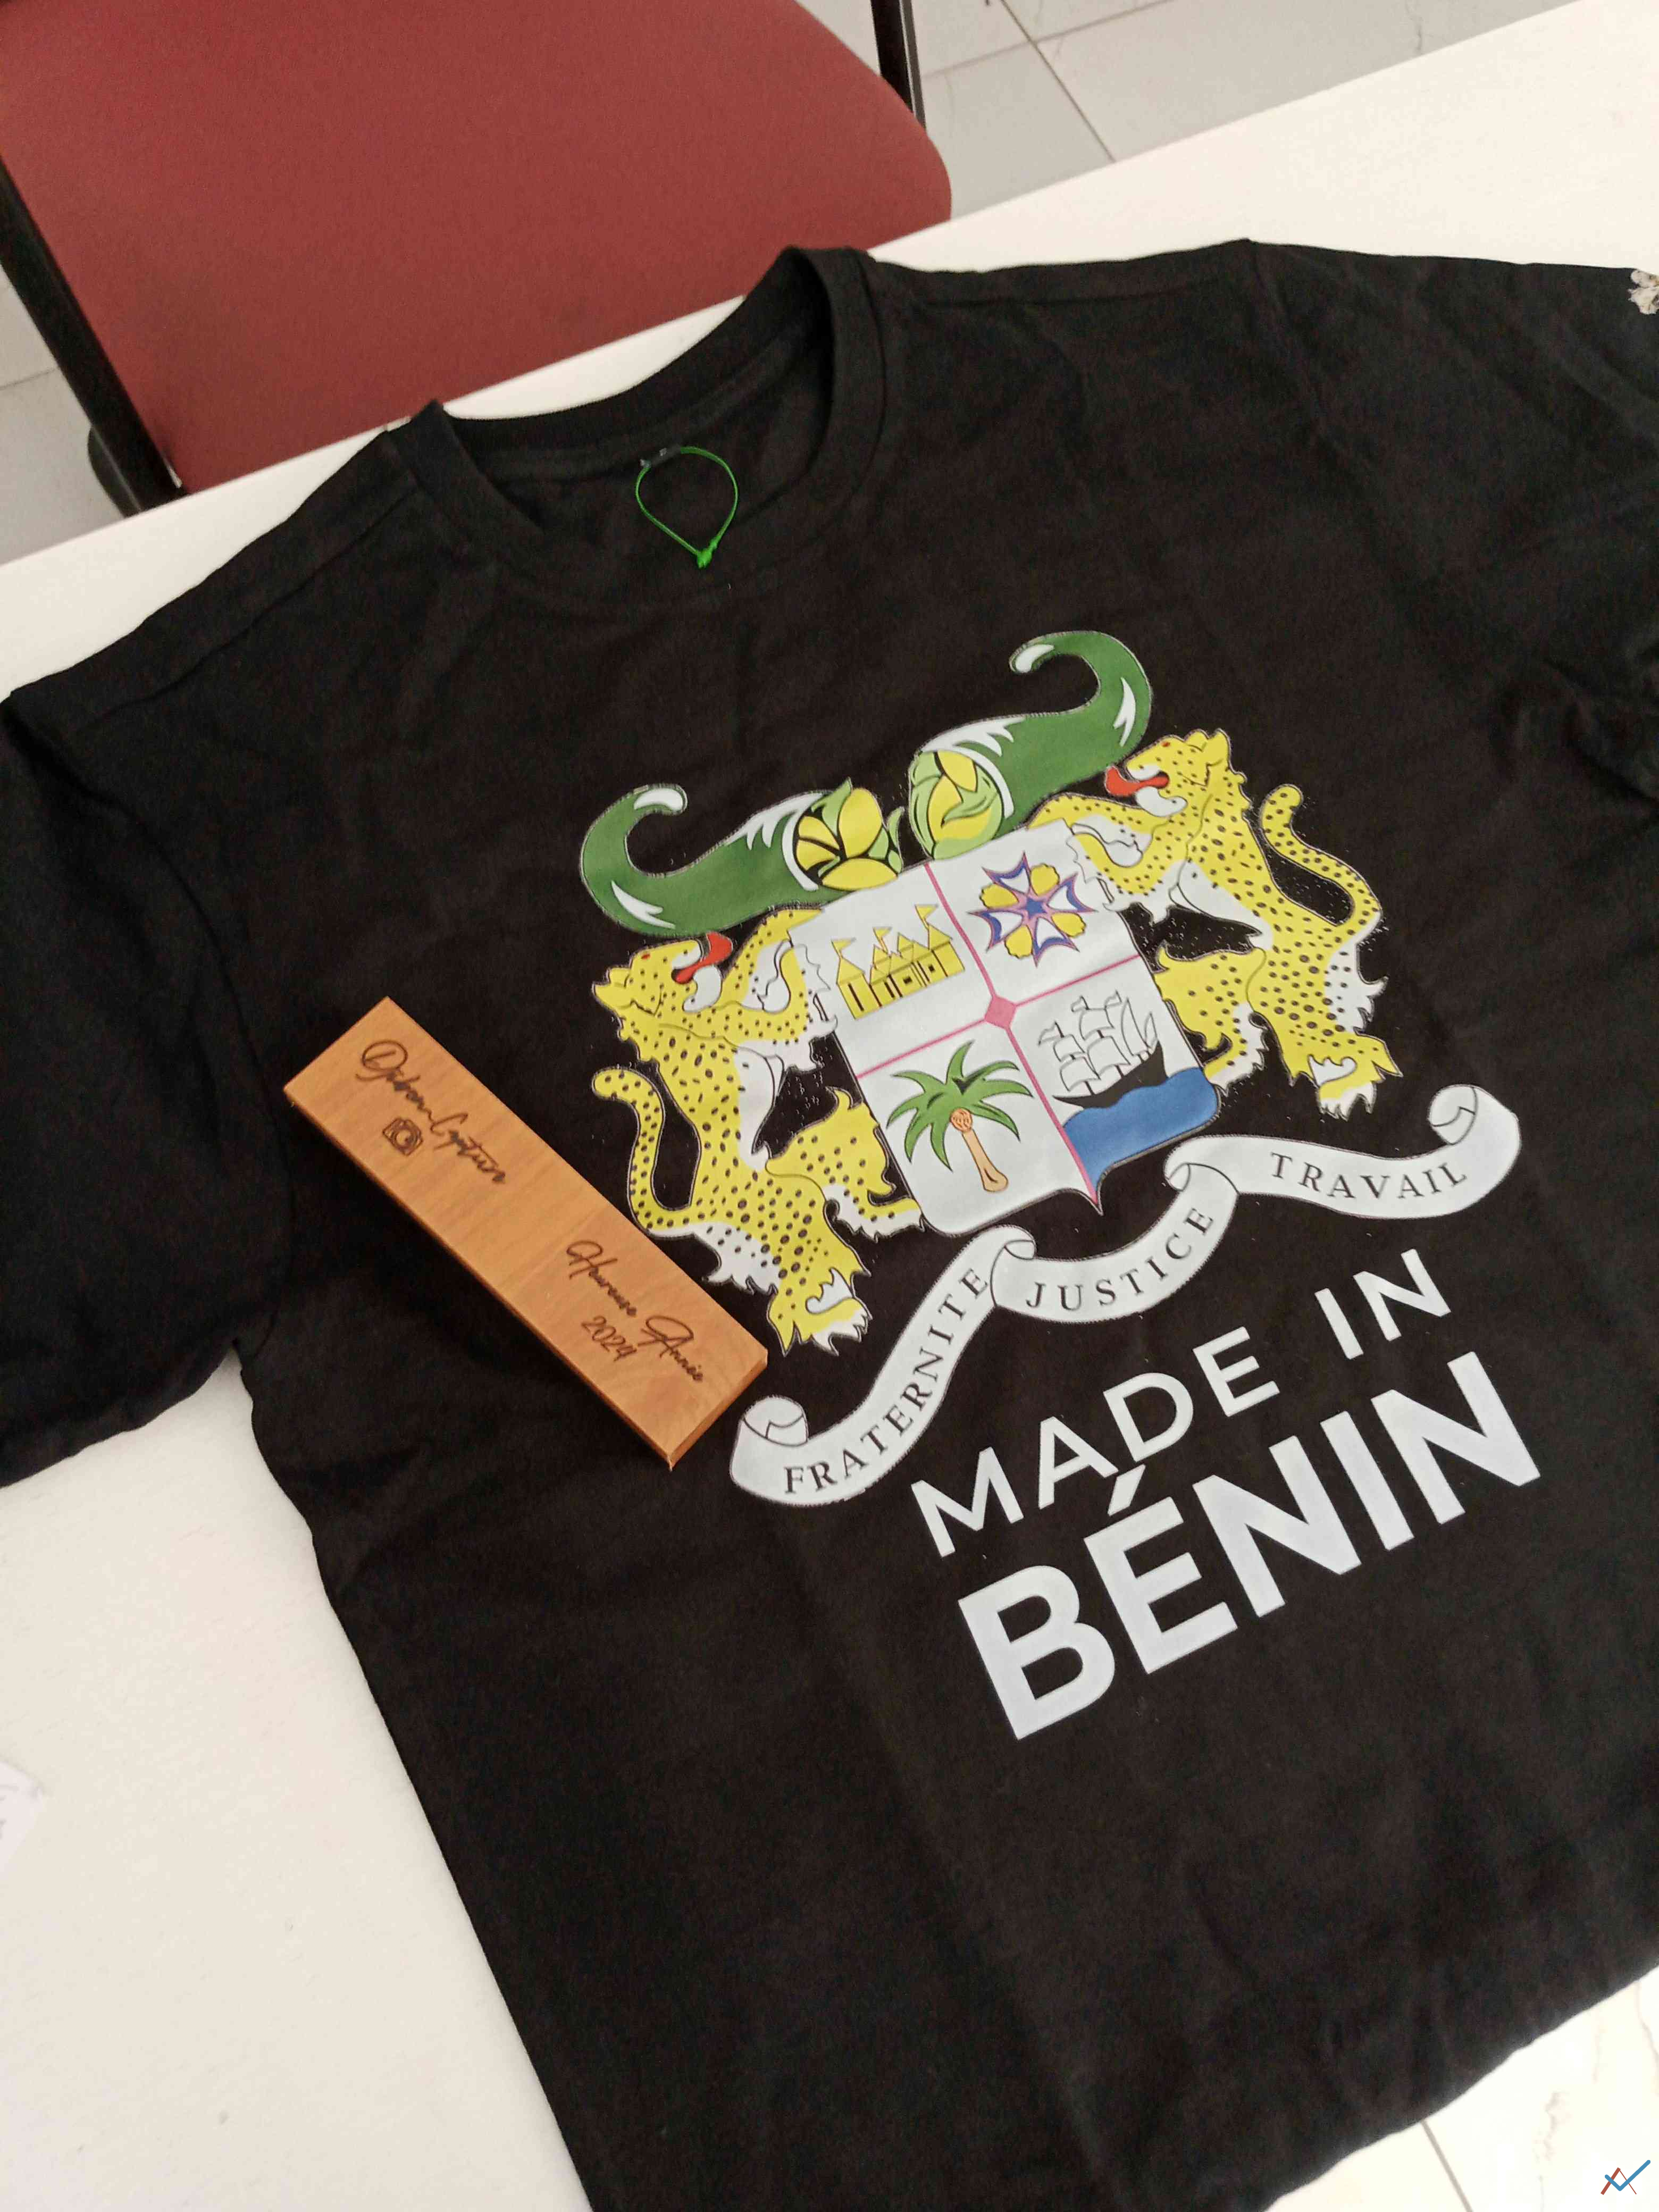 Heureuse Année
2024
FRATERNITE JUSTICE TRAVAIL
MADE IN
BÉNIN